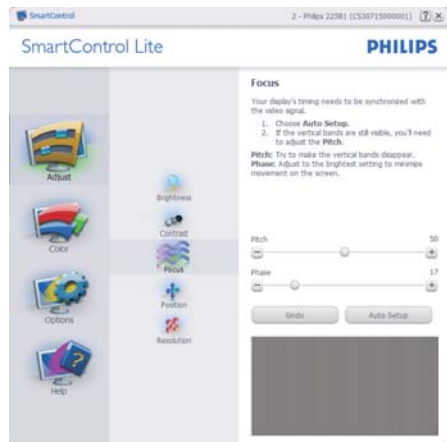 SmartControl
2 - Philips 225B1 (CS30715000001)
SmartControl Lite
PHILIPS
Adjust
Color
Options
Help
Brightness
Contrast
Focus
Position
Resolution
Focus
Your display's timing needs to be synchronized with
the video signal.
1. Choose Auto Setup.
2. If the vertical bands are still visible, you'll need
to adjust the Pitch.
Pitch: Try to make the vertical bands disappear.
Phase: Adjust to the brightest setting to minimize
movement on the screen.
Pitch 50
Phase 17
Undo
Auto Setup